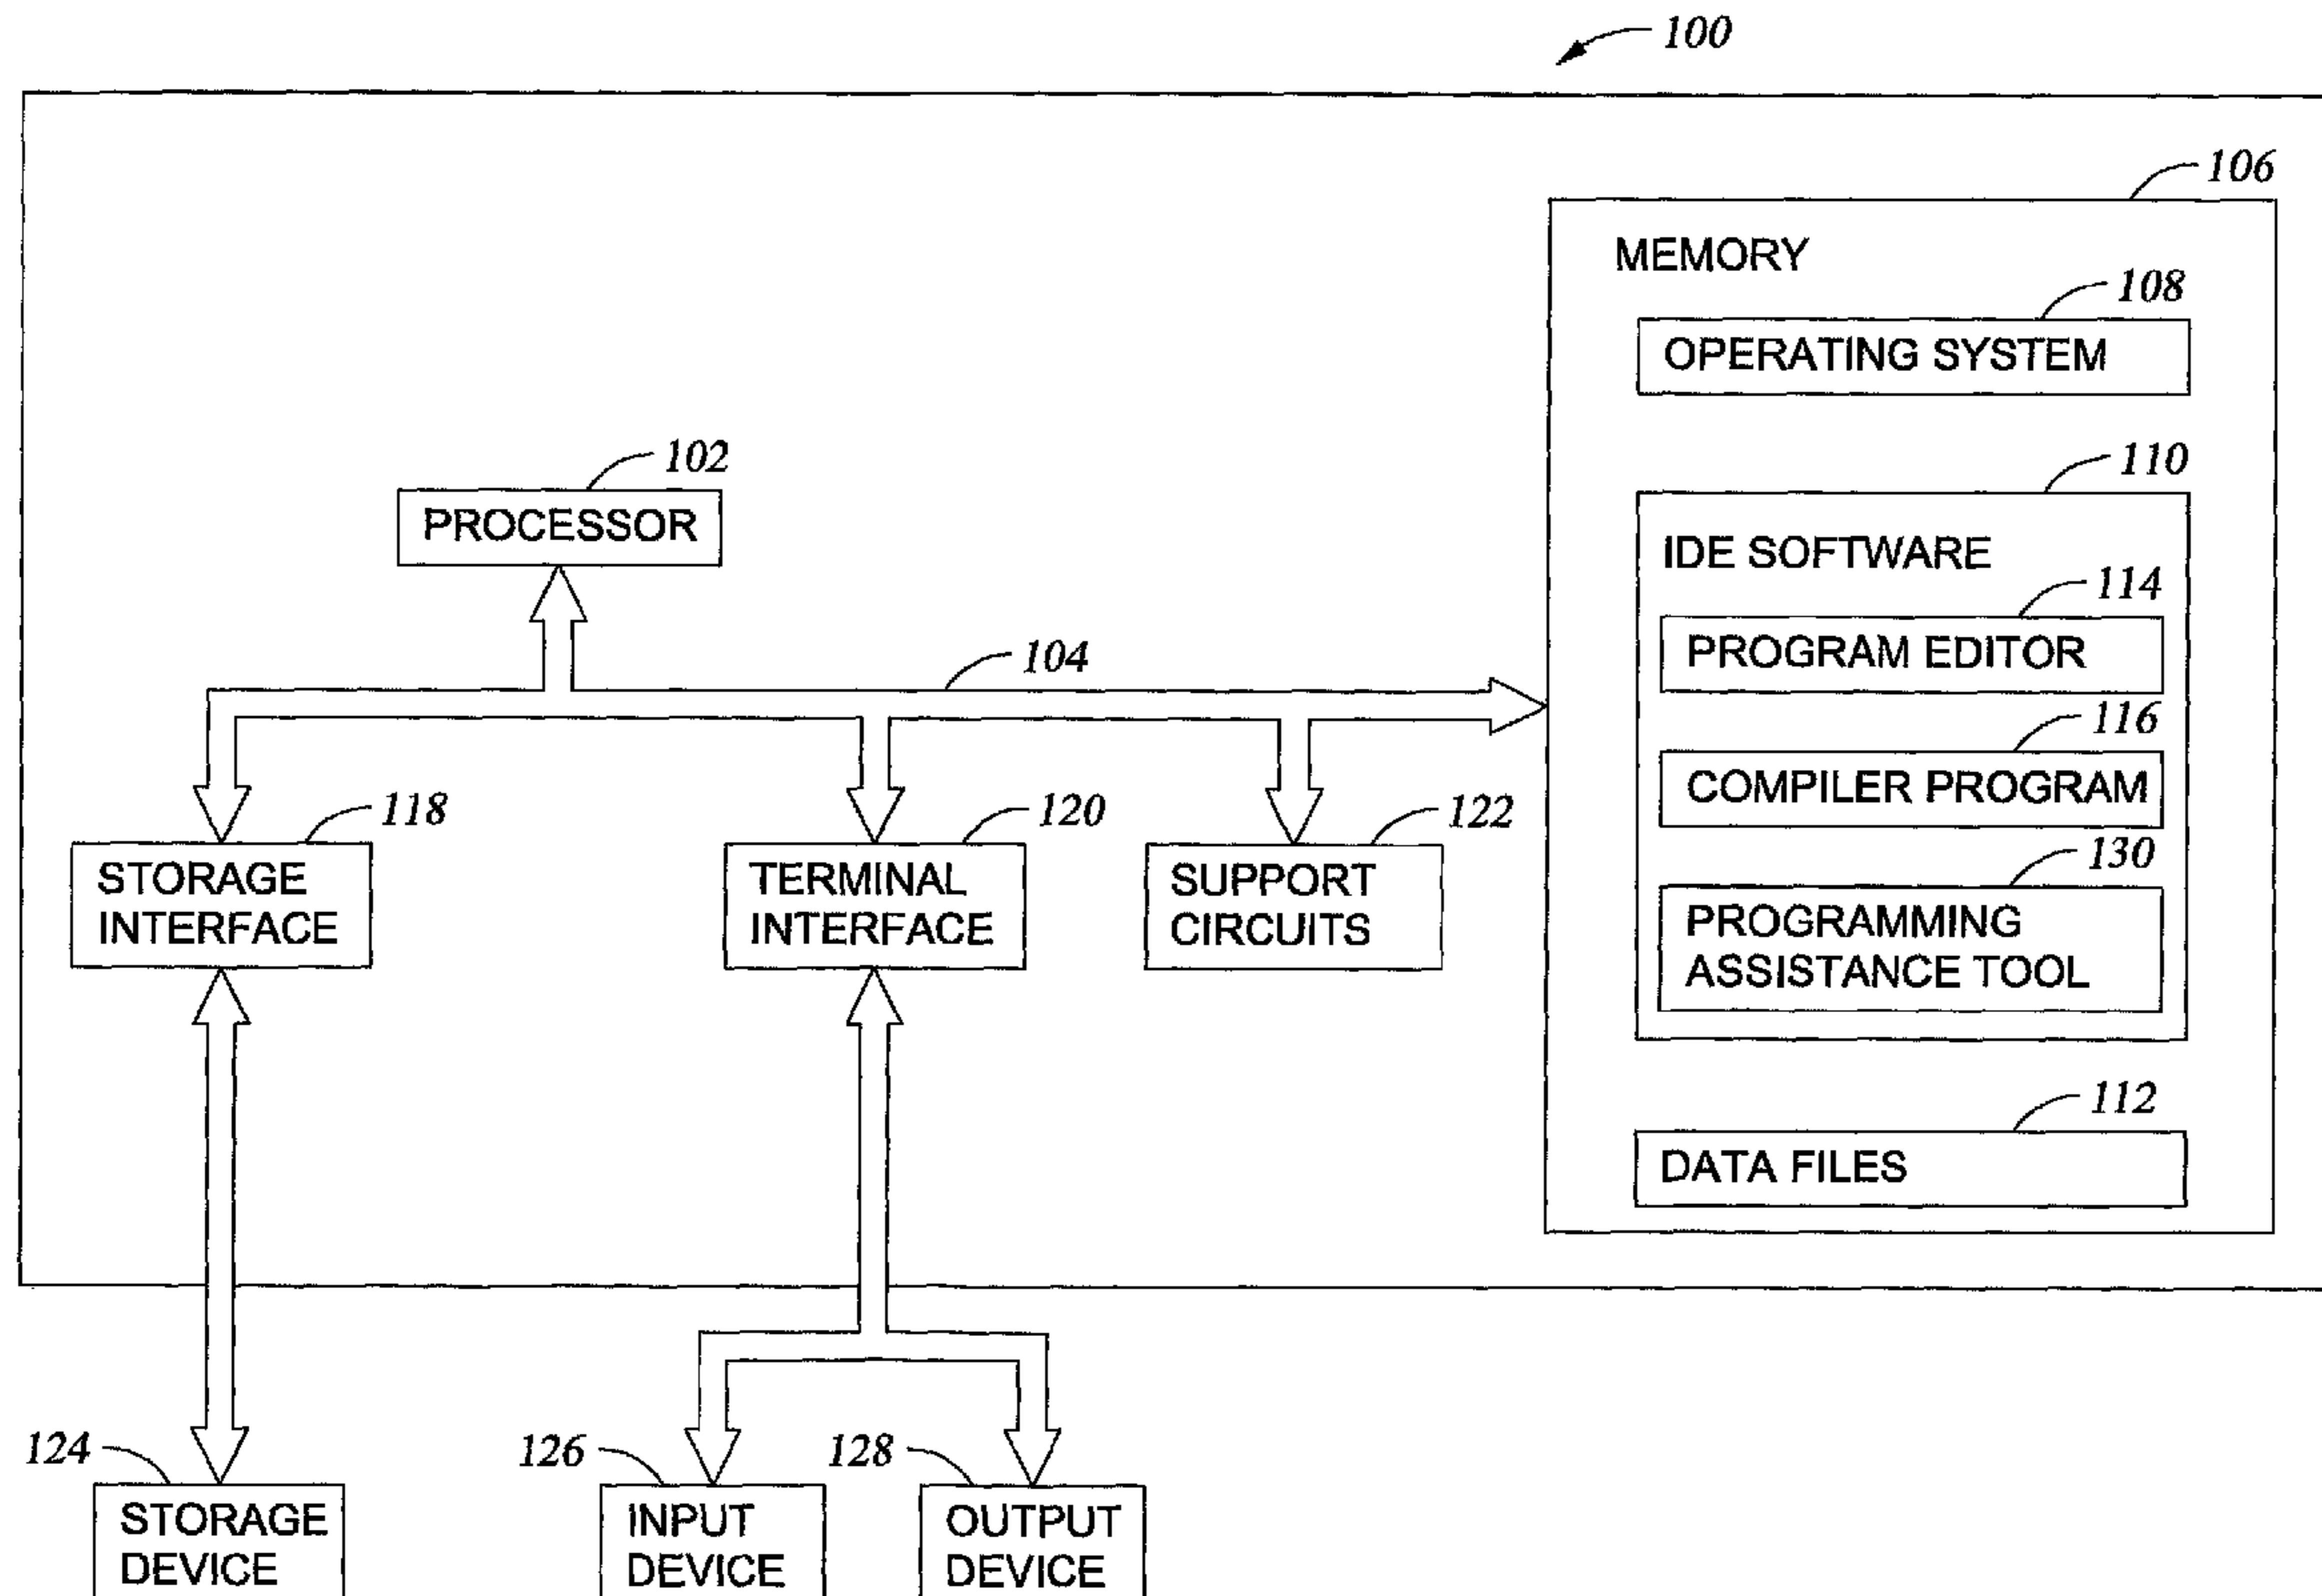 100
106
MEMORY
108
OPERATING SYSTEM
102
PROCESSOR
110
IDE SOFTWARE
114
PROGRAM EDITOR
104
116
COMPILER PROGRAM
118
STORAGE
INTERFACE
120
TERMINAL
INTERFACE
122
SUPPORT
CIRCUITS
130
PROGRAMMING
ASSISTANCE TOOL
112
DATA FILES
124
STORAGE
DEVICE
126
INPUT
DEVICE
128
OUTPUT
DEVICE